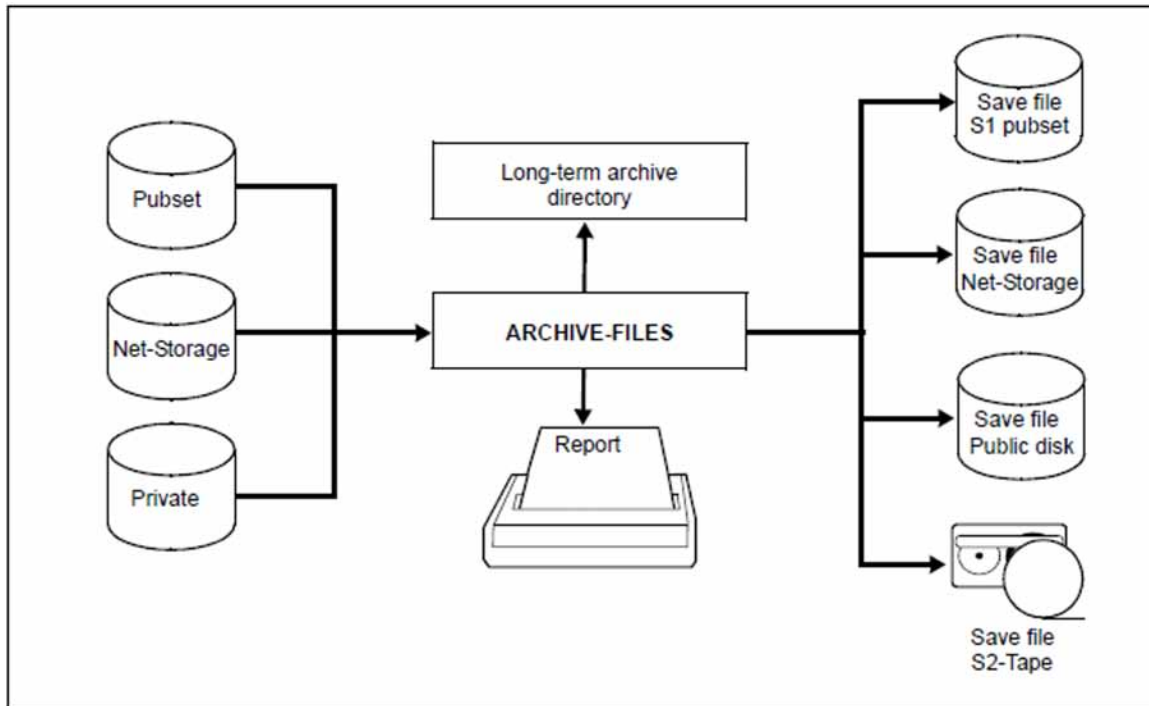 Pubset
Net-Storage
Private
Long-term archive
directory
ARCHIVE-FILES
Report
Save file
S1 pubset
Save file
Net-Storage
Save file
Public disk
Save file
S2-Tape